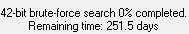 42-bit brute-force search 0% completed.
Remaining time: 251.5 days